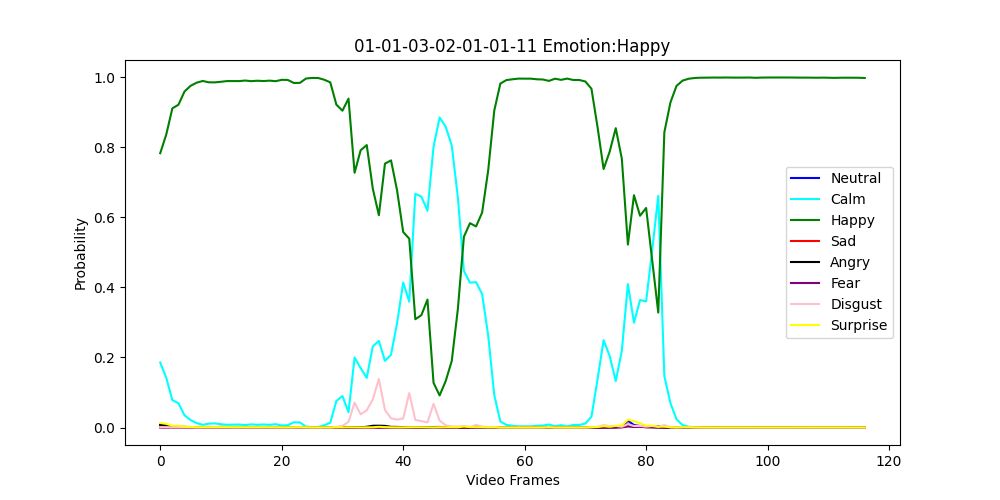 01-01-03-02-01-01-11 Emotion:Happy
1.0
0.8
0.6
0.4
0.2
0.0
Probability
0 20 40 60 80 100 120
Video Frames
Neutral
Calm
Happy
Sad
Angry
Fear
Disgust
Surprise